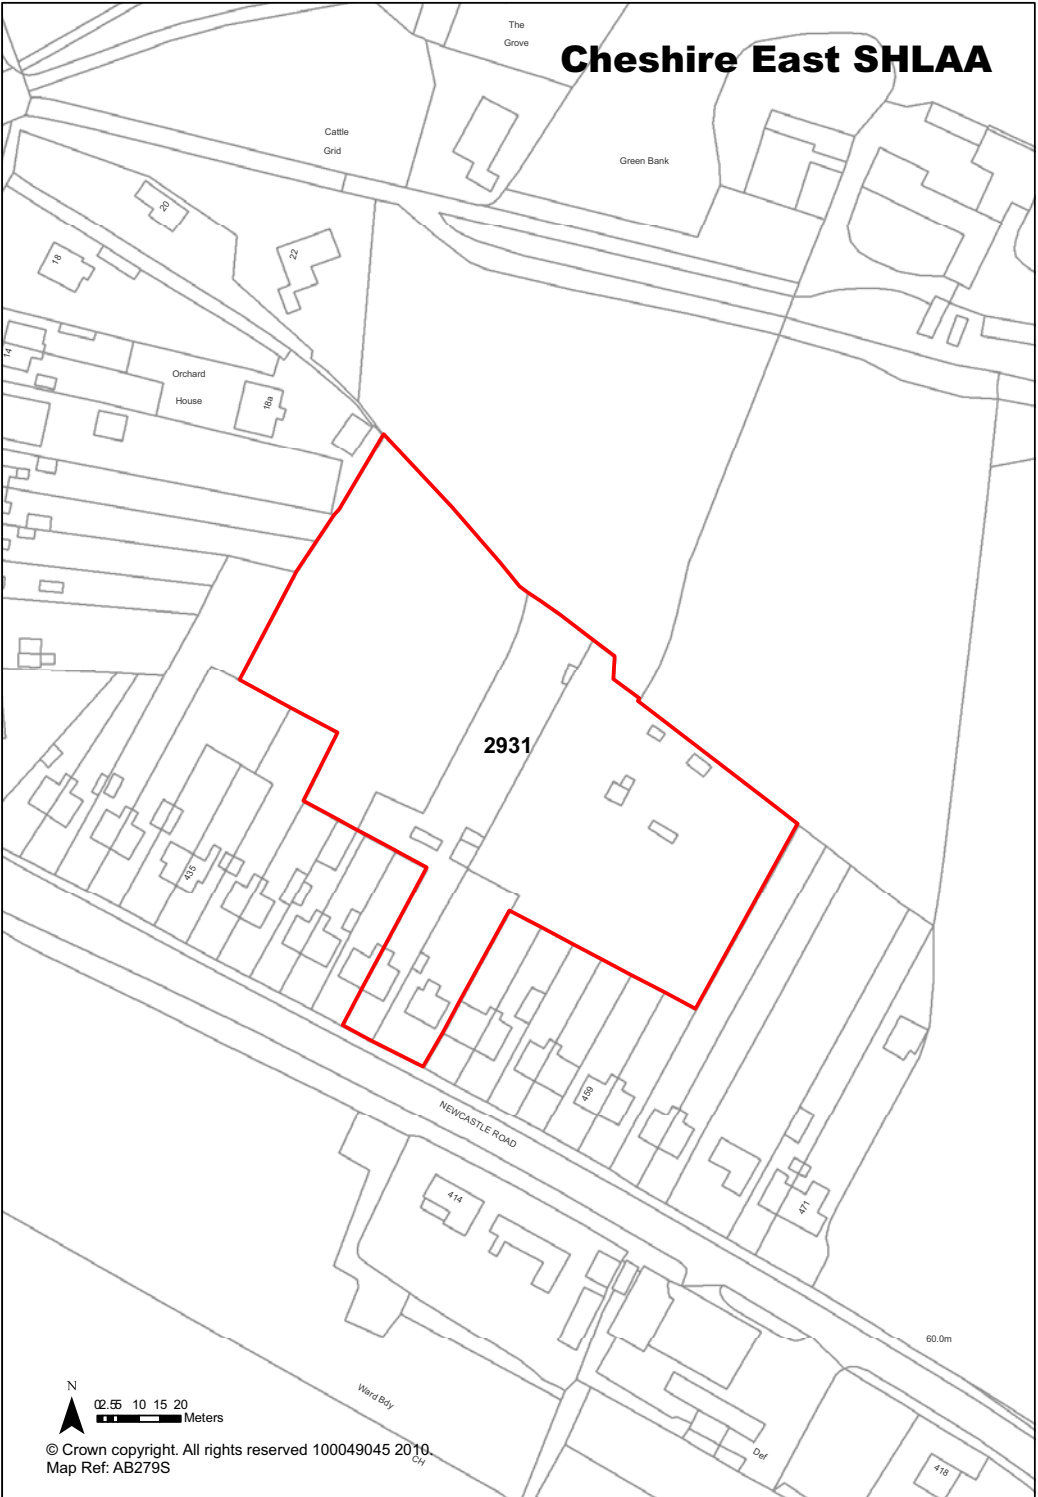 The
Grove
Cheshire East SHLAA
Cattle
Grid
Green Bank
20
22
18
14
Orchard
House
18a
2931
435
459
NEWCASTLE ROAD
471
414
60.0m
Ward Bdy
CH
Def
418
N
0 2.5 5 10 15 20
Meters
© Crown copyright. All rights reserved 100049045 2010.
Map Ref: AB279S